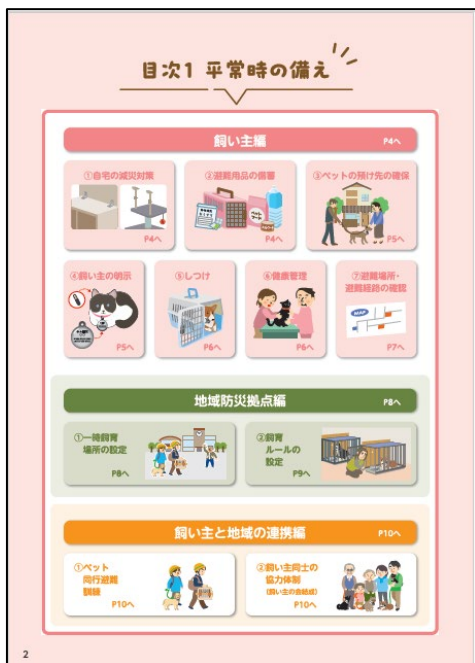 目次1 平常時の備え
飼い主編 P4へ
①自宅の減災対策
P4へ
②避難用品の備蓄
P4へ
③ペットの預け先の確保
P5へ
④飼い主の明示
P5へ
⑤しつけ
P6へ
⑥健康管理
P6へ
⑦避難場所・
避難経路の確認
P7へ
地域防災拠点編 P8へ
①一時飼育
場所の設定
P8へ
②飼育
ルールの
設定
P9へ
飼い主と地域の連携編 P10へ
①ペット
同行避難
訓練
P10へ
②飼い主同士の
協力体制
(飼い主の会結成)
P10へ
2